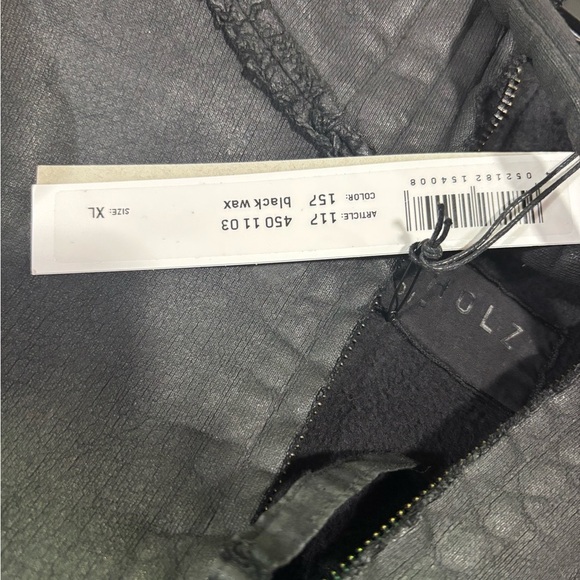 052182 154008
ARTICLE: 117 450 11 03
COLOR: 157 black wax
SIZE: XL